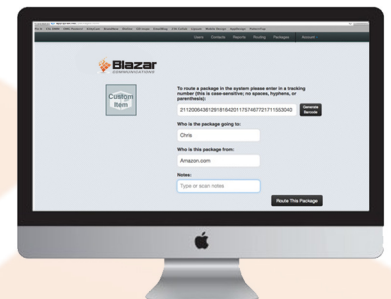 Users Contacts Reports Routing Packages Account
Blazar
COMMUNICATIONS
Custom
Item
To route a package in the system please enter in a tracking
number (this is case-sensitive; no spaces, hyphens, or
parenthesis):
Generate
Who is the package going to:
Chris
Who is this package from:
Amazon.com
Notes:
Type or scan notes
Route This Package